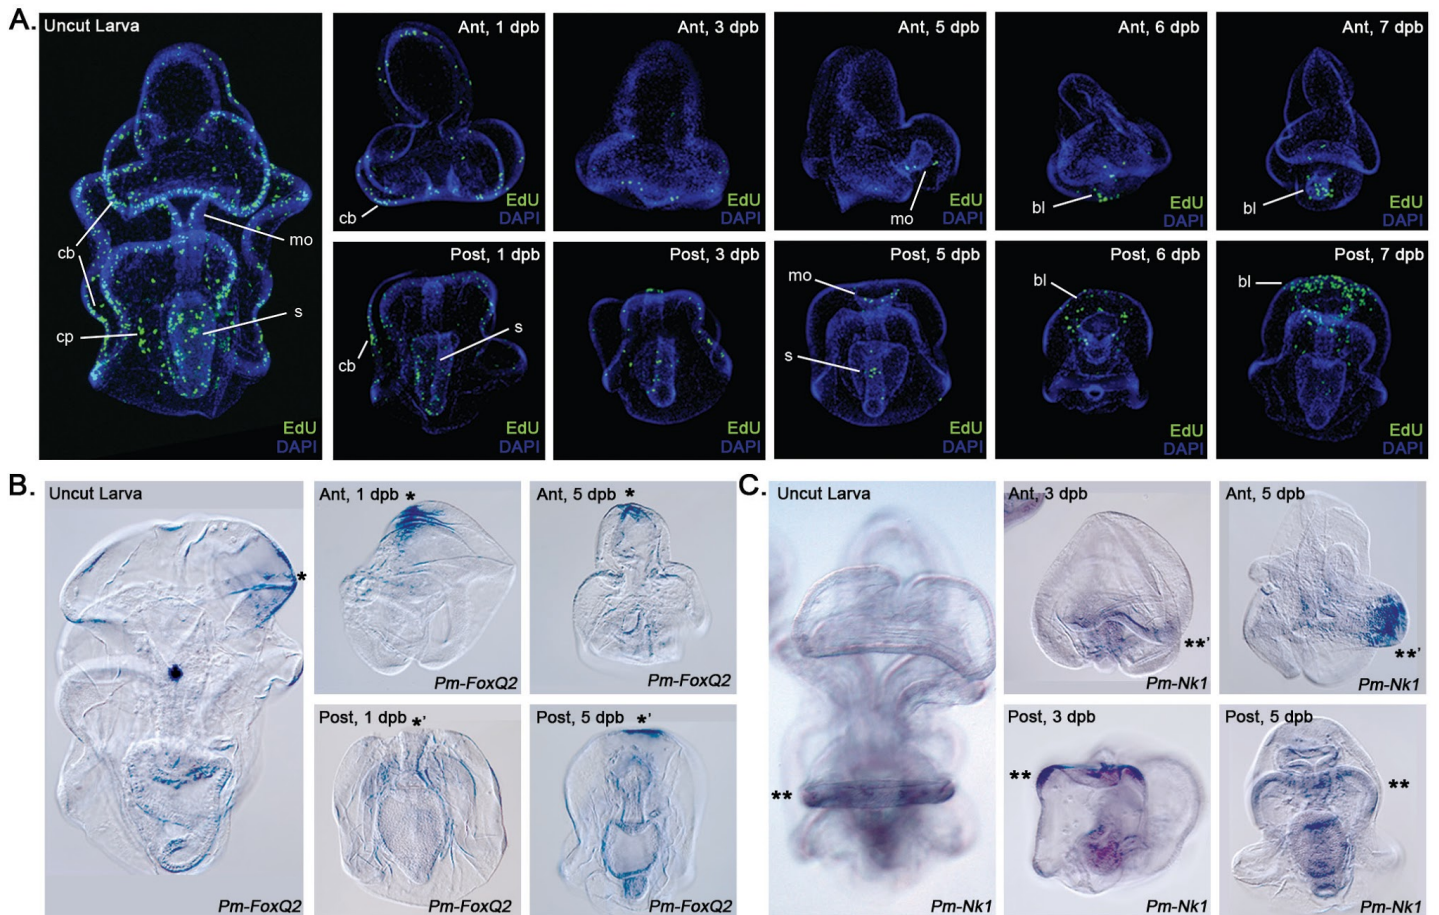 A.
Uncut Larva
cb
mo
cp
s
EdU
DAPI
Ant, 1 dpb
cb
EdU
DAPI
Ant, 3 dpb
EdU
DAPI
Ant, 5 dpb
mo
EdU
DAPI
Ant, 6 dpb
bl
EdU
DAPI
Ant, 7 dpb
bl
EdU
DAPI
Post, 1 dpb
s
cb
EdU
DAPI
Post, 3 dpb
EdU
DAPI
Post, 5 dpb
mo
s
EdU
DAPI
Post, 6 dpb
bl
EdU
DAPI
Post, 7 dpb
bl
EdU
DAPI
B.
Uncut Larva
*
Pm-FoxQ2
Ant, 1 dpb
*
Pm-FoxQ2
Ant, 5 dpb
*
Pm-FoxQ2
Post, 1 dpb
*'
Pm-FoxQ2
Post, 5 dpb
*'
Pm-FoxQ2
C.
Uncut Larva
**
Pm-Nk1
Ant, 3 dpb
**'
Pm-Nk1
Ant, 5 dpb
**'
Pm-Nk1
Post, 3 dpb
**
Pm-Nk1
Post, 5 dpb
**
Pm-Nk1